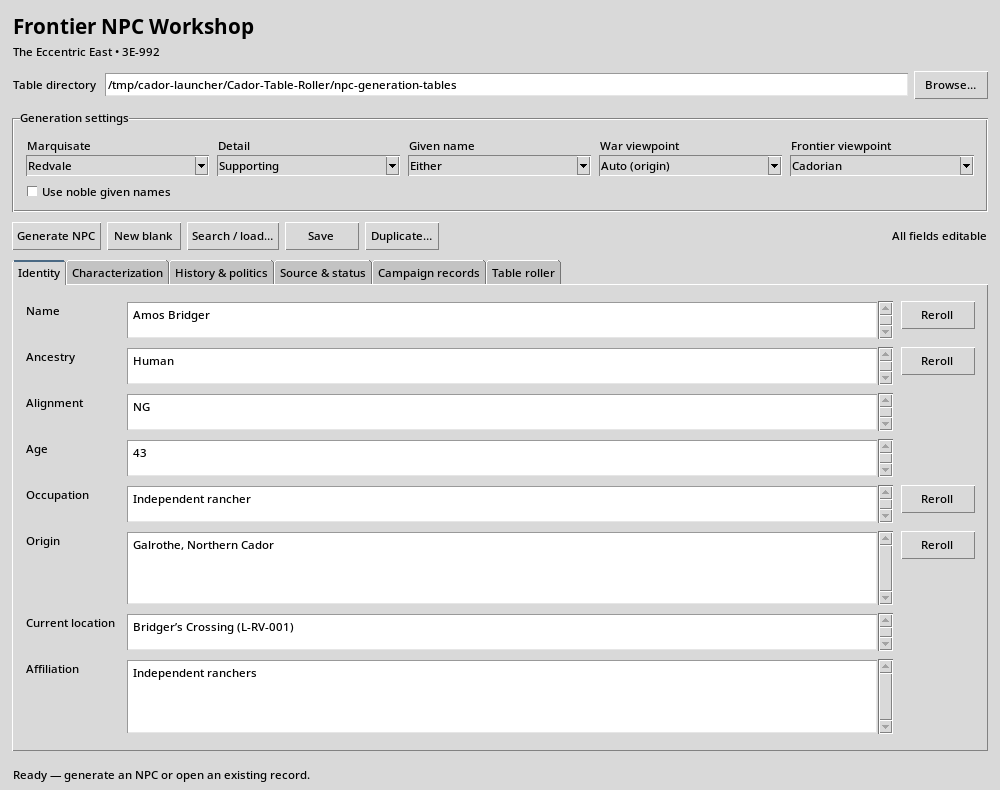 Frontier NPC Workshop
The Eccentric East • 3E-992
Table directory /tmp/cador-launcher/Cador-Table-Roller/npc-generation-tables Browse...
Generation settings
Marquisate Detail Given name War viewpoint Frontier viewpoint
Redvale Supporting Either Auto (origin) Cadorian
Use noble given names
Generate NPC New blank Search / load... Save Duplicate... All fields editable
Identity Characterization History & politics Source & status Campaign records Table roller
Name Amos Bridger Reroll
Ancestry Human Reroll
Alignment NG
Age 43
Occupation Independent rancher Reroll
Origin Galrothe, Northern Cador Reroll
Current location Bridger’s Crossing (L-RV-001)
Affiliation Independent ranchers
Ready — generate an NPC or open an existing record.